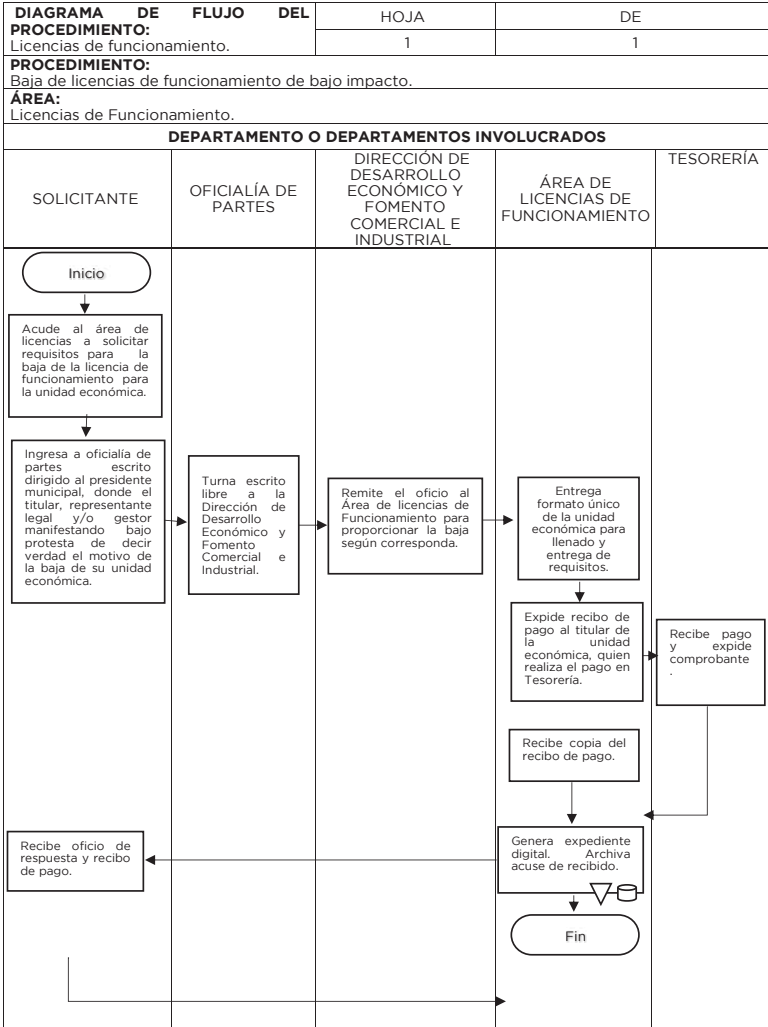 DIAGRAMA DE FLUJO DEL
PROCEDIMIENTO:
Licencias de funcionamiento.
HOJA
DE
1
1
PROCEDIMIENTO:
Baja de licencias de funcionamiento de bajo impacto.
ÁREA:
Licencias de Funcionamiento.
DEPARTAMENTO O DEPARTAMENTOS INVOLUCRADOS
SOLICITANTE
OFICIALÍA DE
PARTES
DIRECCIÓN DE
DESARROLLO
ECONÓMICO Y
FOMENTO
COMERCIAL E
INDUSTRIAL
ÁREA DE
LICENCIAS DE
FUNCIONAMIENTO
TESORERÍA
Inicio
Acude al área de
licencias a solicitar
requisitos para la
baja de la licencia de
funcionamiento para
la unidad económica.
Ingresa a oficialía de
partes escrito
dirigido al presidente
municipal, donde el
titular, representante
legal y/o gestor
manifestando bajo
protesta de decir
verdad el motivo de
la baja de su unidad
económica.
Turna escrito
libre a la
Dirección de
Desarrollo
Económico y
Fomento
Comercial e
Industrial.
Remite el oficio al
Área de licencias de
Funcionamiento para
proporcionar la baja
según corresponda.
Entrega
formato único
de la unidad
económica para
llenado y
entrega de
requisitos.
Expide recibo de
pago al titular de
la unidad
económica, quien
realiza el pago en
Tesorería.
Recibe pago
y expide
comprobante
.
Recibe copia del
recibo de pago.
Genera expediente
digital. Archiva
acuse de recibido.
Recibe oficio de
respuesta y recibo
de pago.
Fin